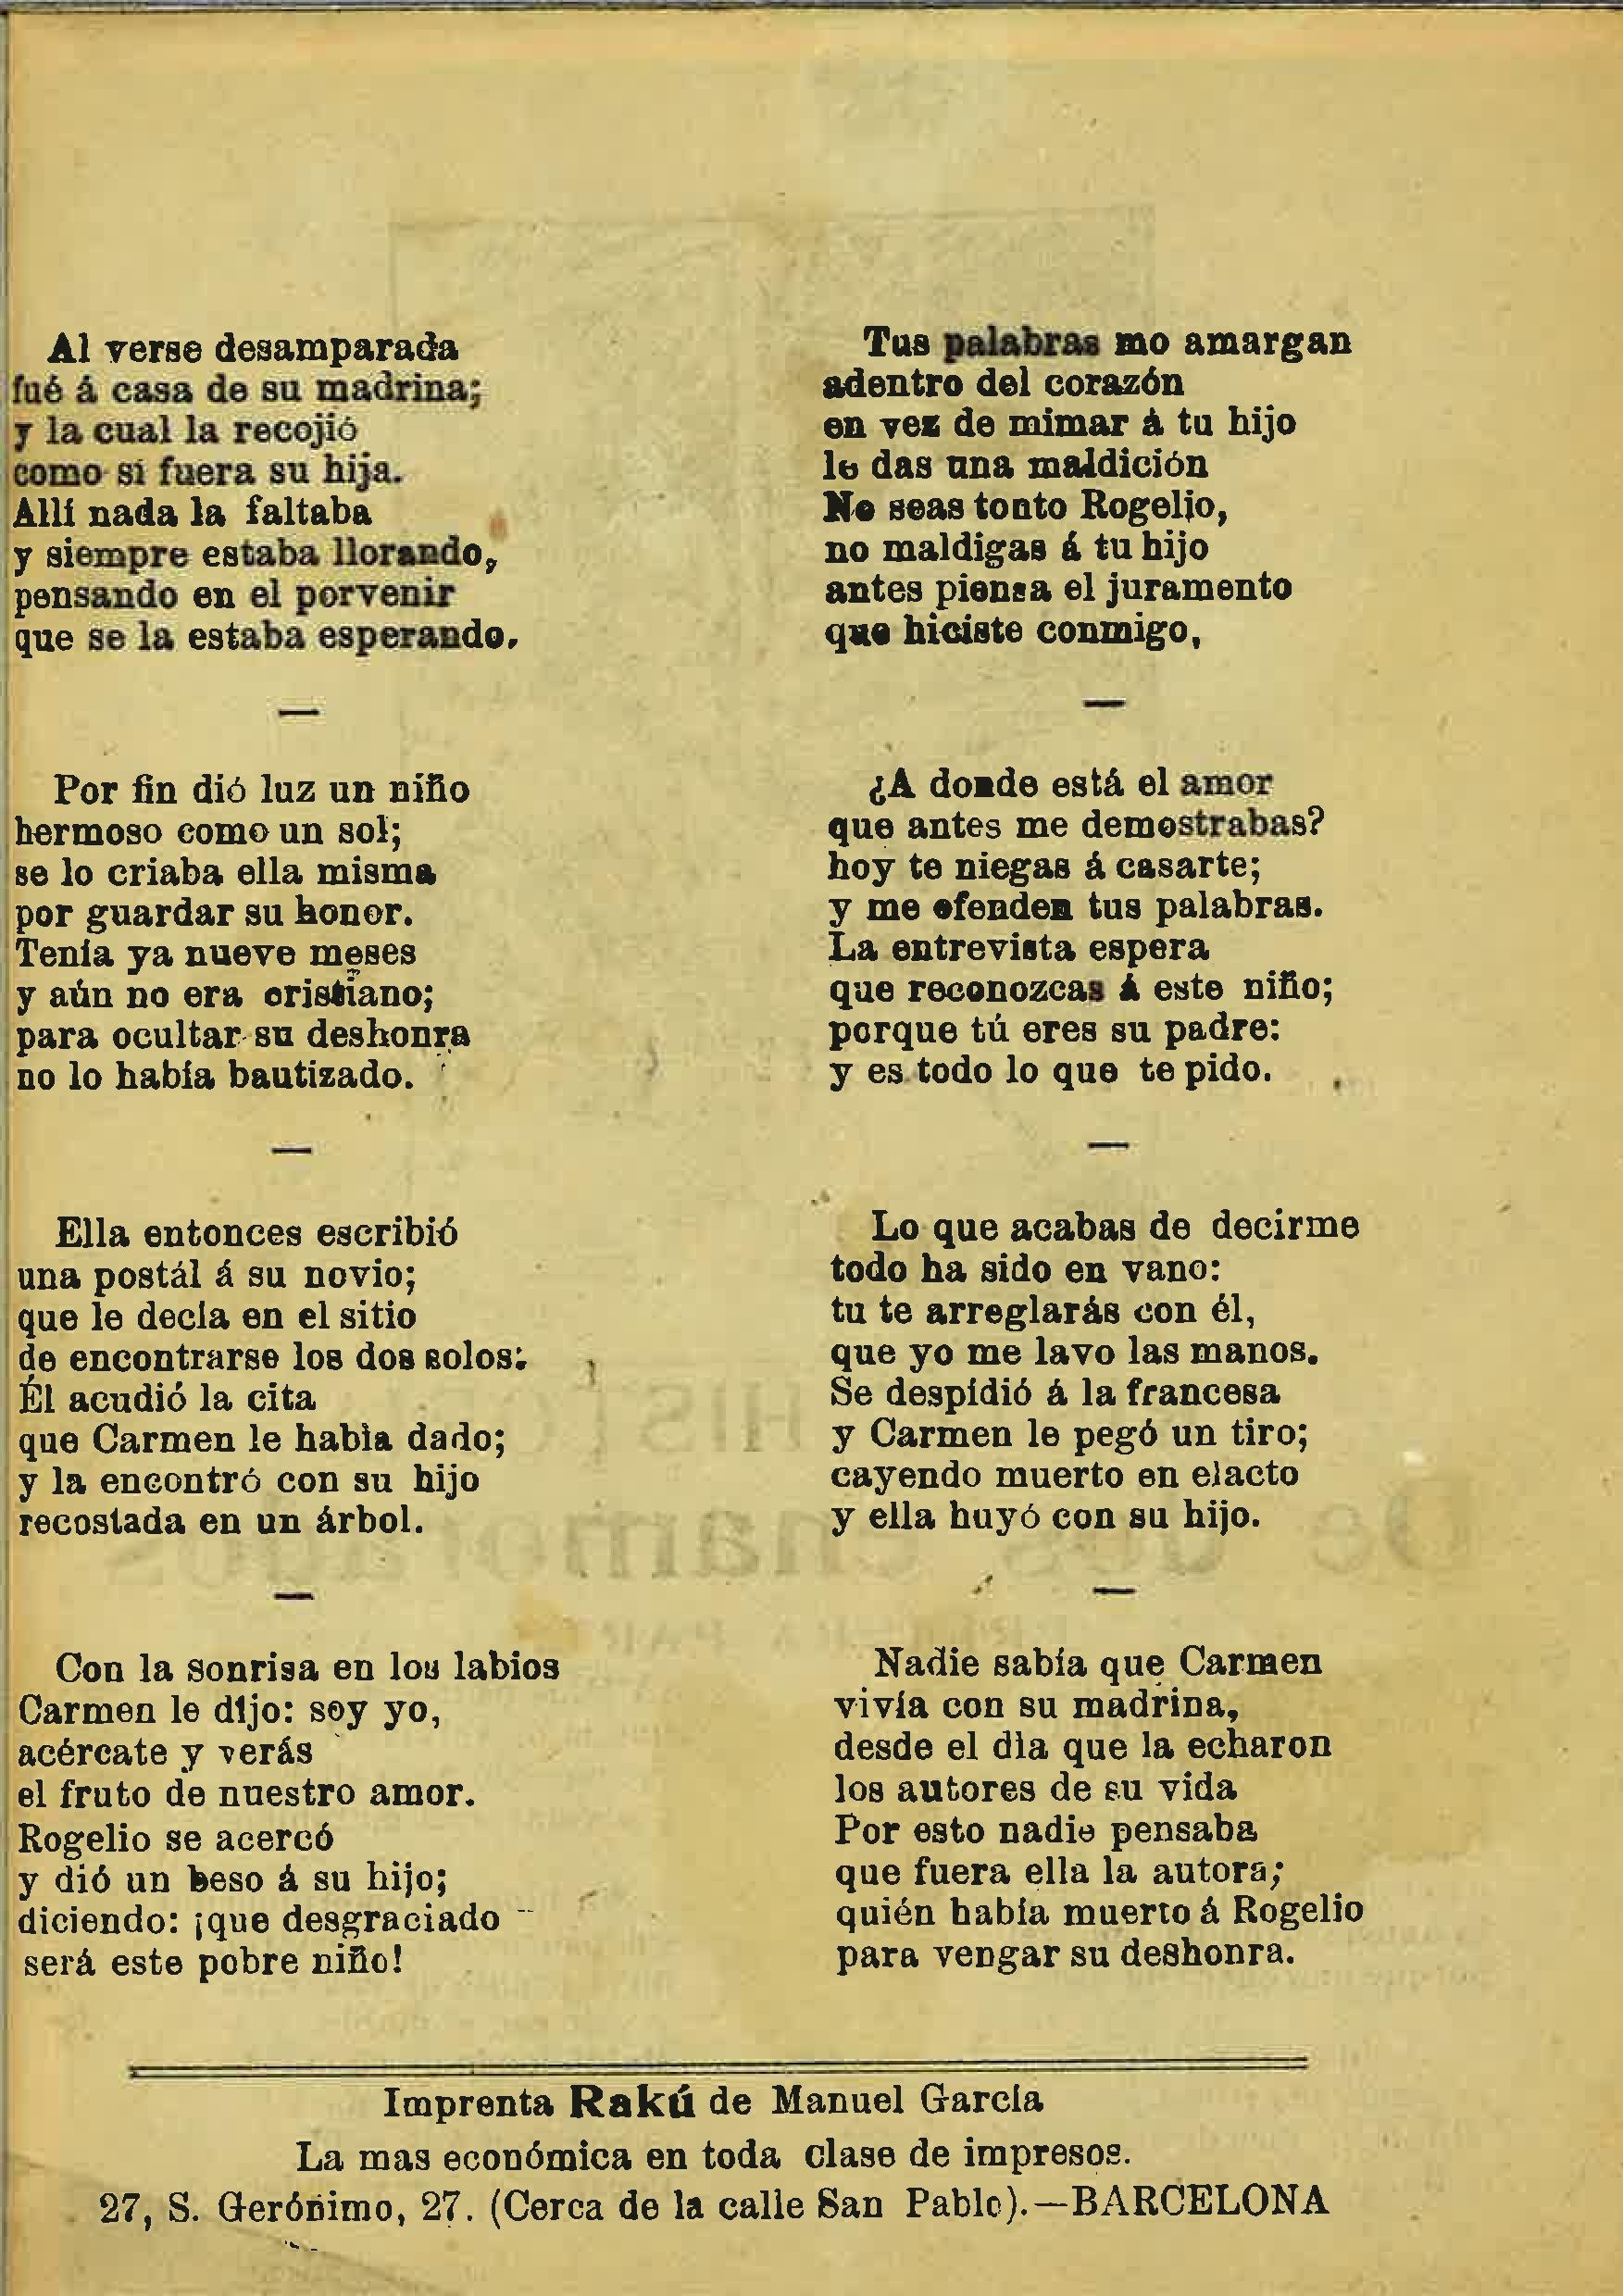 Al verse desamparada
fué á casa de su madrina;
y la cual la recojió
como si fuera su hija.
Allí nada la faltaba
y siempre estaba llorando,
pensando en el porvenir
que se la estaba esperando.
—
Por fin dió luz un niño
hermoso como un sol;
se lo criaba ella misma
por guardar su honor.
Tenía ya nueve meses
y aún no era cristiano;
para ocultar su deshonra
no lo había bautizado.
—
Ella entonces escribió
una postál á su novio;
que le decía en el sitio
de encontrarse los dos solos:
Él acudió la cita
que Carmen le habìa dado;
y la encontró con su hijo
recostada en un árbol.
—
Con la sonrisa en los labios
Carmen le dijo: soy yo,
acércate y verás
el fruto de nuestro amor.
Rogelio se acercó
y dió un beso á su hijo;
diciendo: ¡que desgraciado
será este pobre niño!
Tus palabras mo amargan
adentro del corazón
en vez de mimar á tu hijo
le das una maldición
No seas tonto Rogelio,
no maldigas á tu hijo
antes piensa el juramento
que hiciste conmigo,
—
¿A donde está el amor
que antes me demostrabas?
hoy te niegas á casarte;
y me ofenden tus palabras.
La entrevista espera
que reconozcas á este niño;
porque tú eres su padre:
y es todo lo que te pido.
—
Lo que acabas de decirme
todo ha sido en vano:
tu te arreglarás con él,
que yo me lavo las manos.
Se despidió á la francesa
y Carmen le pegó un tiro;
cayendo muerto en elacto
y ella huyó con su hijo.
—
Nadie sabía que Carmen
vivía con su madrina,
desde el dìa que la echaron
los autores de su vida
Por esto nadie pensaba
que fuera ella la autora;
quién había muerto á Rogelio
para vengar su deshonra.
Imprenta Rakú de Manuel García
La mas económica en toda clase de impresos.
27, S. Gerónimo, 27. (Cerca de la calle San Pablo).—BARCELONA